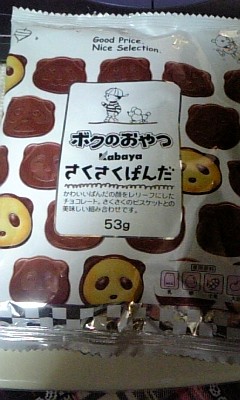 Good Price
Nice Selection.
ボクのおやつ
Kabaya
さくさくぱんだ
かわいいぱんだの顔をレリーフにした
チョコレート。さくさくのビスケットとの
美味しい組み合わせです。
53g